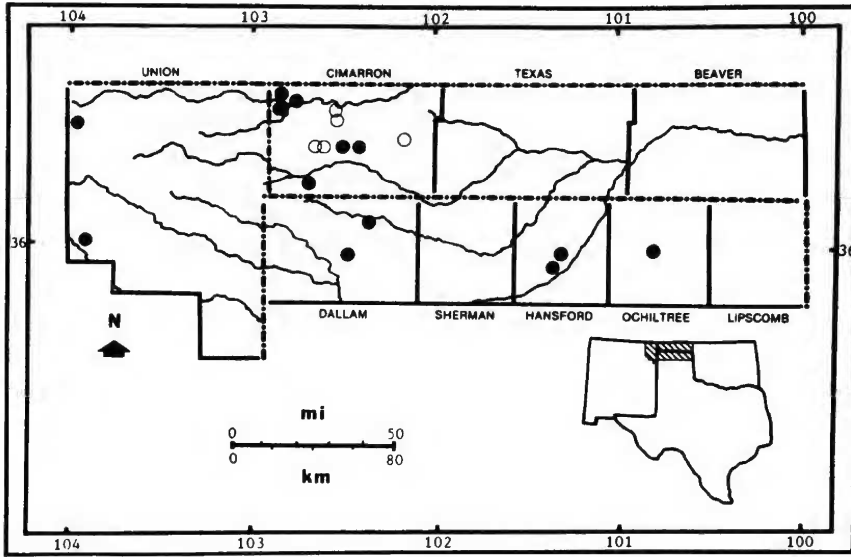 104 103 102 101 100
UNION CIMARRON TEXAS BEAVER
36 36
DALLAM SHERMAN HANSFORD OCHILTREE LIPSCOMB
N
mi
0 50
0 80
km
104 103 102 101 100